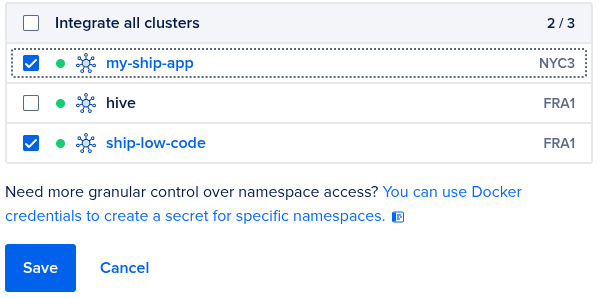 Integrate all clusters 2 / 3
my-ship-app NYC3
hive FRA1
ship-low-code FRA1
Need more granular control over namespace access? You can use Docker
credentials to create a secret for specific namespaces.
Save Cancel